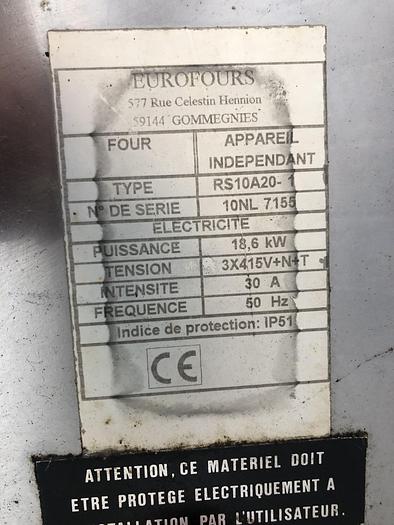 EUROFOURS
577 Rue Celestin Hennion
59144 GOMMEGNIES
FOUR APPAREIL INDEPENDANT
TYPE RS10A20- 1
N° DE SERIE 10NL 7155
ELECTRICITE
PUISSANCE 18,6 kW
TENSION 3X415V+N+T
INTENSITE 30 A
FREQUENCE 50 Hz
Indice de protection: IP51
CE
ATTENTION, CE MATERIEL DOIT
ETRE PROTEGE ELECTRIQUEMENT A
PAR L'UTILISATEUR.